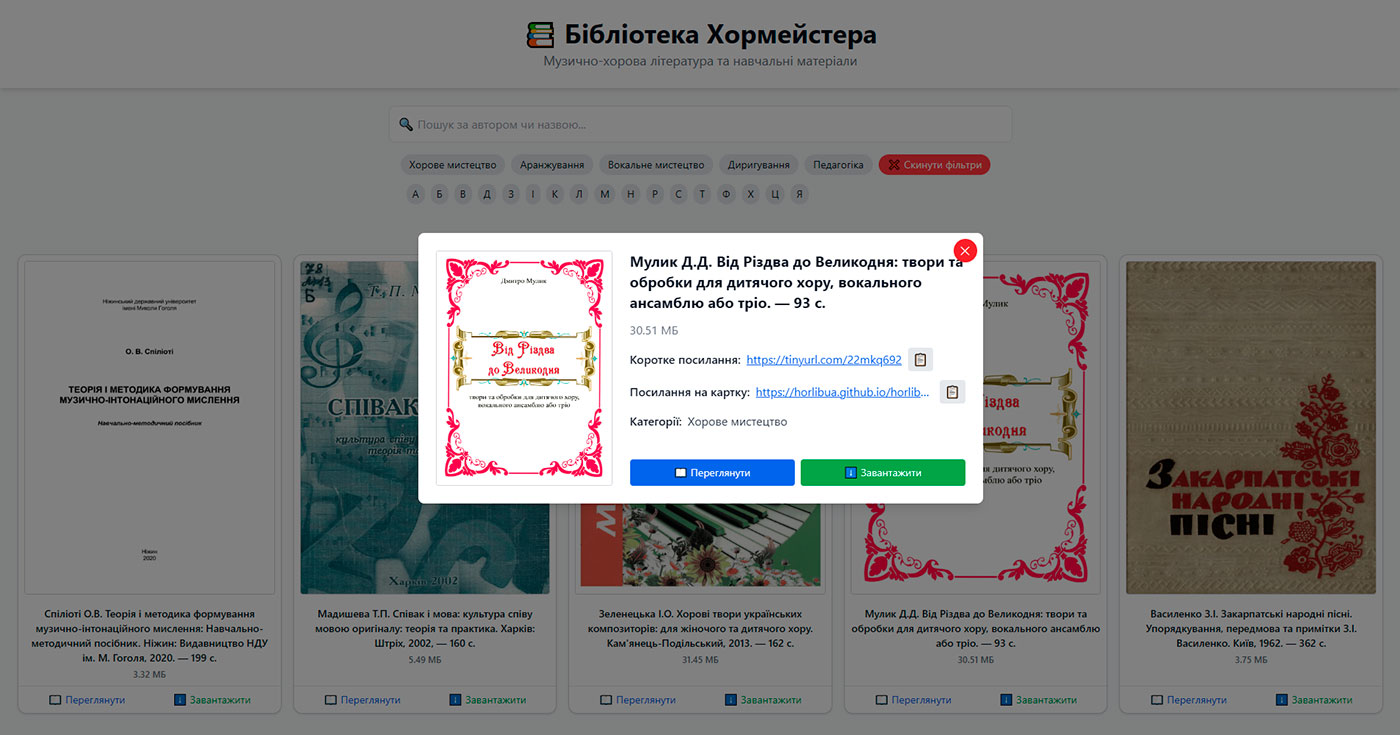 Бібліотека Хормейстера
Музично-хорова література та навчальні матеріали
Пошук за автором чи назвою...
Хорове мистецтво Аранжування Вокальне мистецтво Диригування Педагогіка Скинути фільтри
А Б В Д З І К Л М Н Р С Т Ф Х Ц Я
Мулик Д.Д. Від Різдва до Великодня: твори та
обробки для дитячого хору, вокального
ансамблю або тріо. — 93 с.
30.51 МБ
Коротке посилання: https://tinyurl.com/22mkq692
Посилання на картку: https://horlibua.github.io/horlib...
Категорії: Хорове мистецтво
Переглянути Завантажити
Дмитро Мулик
Від Різдва
до Великодня
твори та обробки для дитячого хору,
вокального ансамблю або тріо
Ніжинський державний університет
імені Миколи Гоголя
О. В. Спіліоті
ТЕОРІЯ І МЕТОДИКА ФОРМУВАННЯ
МУЗИЧНО-ІНТОНАЦІЙНОГО МИСЛЕННЯ
Навчально-методичний посібник
Ніжин
2020
Спіліоті О.В. Теорія і методика формування
музично-інтонаційного мислення: Навчально-
методичний посібник. Ніжин: Видавництво НДУ
ім. М. Гоголя, 2020. — 199 с.
3.32 МБ
Переглянути Завантажити
Б
Т. П. М
СПІВАК
культура співу
теорія т
Харків 2002
Мадишева Т.П. Співак і мова: культура співу
мовою оригіналу: теорія та практика. Харків:
Штріх, 2002, — 160 с.
5.49 МБ
Переглянути Завантажити
Зеленецька І.О. Хорові твори українських
композиторів: для жіночого та дитячого хору.
Кам'янець-Подільський, 2013. — 162 с.
31.45 МБ
Переглянути Завантажити
Мулик
Різдва
кодня
дитячого хору,
або тріо
Мулик Д.Д. Від Різдва до Великодня: твори та
обробки для дитячого хору, вокального ансамблю
або тріо. — 93 с.
30.51 МБ
Переглянути Завантажити
Закарпатські
народні
пісні
Василенко З.І. Закарпатські народні пісні.
Упорядкування, передмова та примітки З.І.
Василенко. Київ, 1962. — 362 с.
3.75 МБ
Переглянути Завантажити